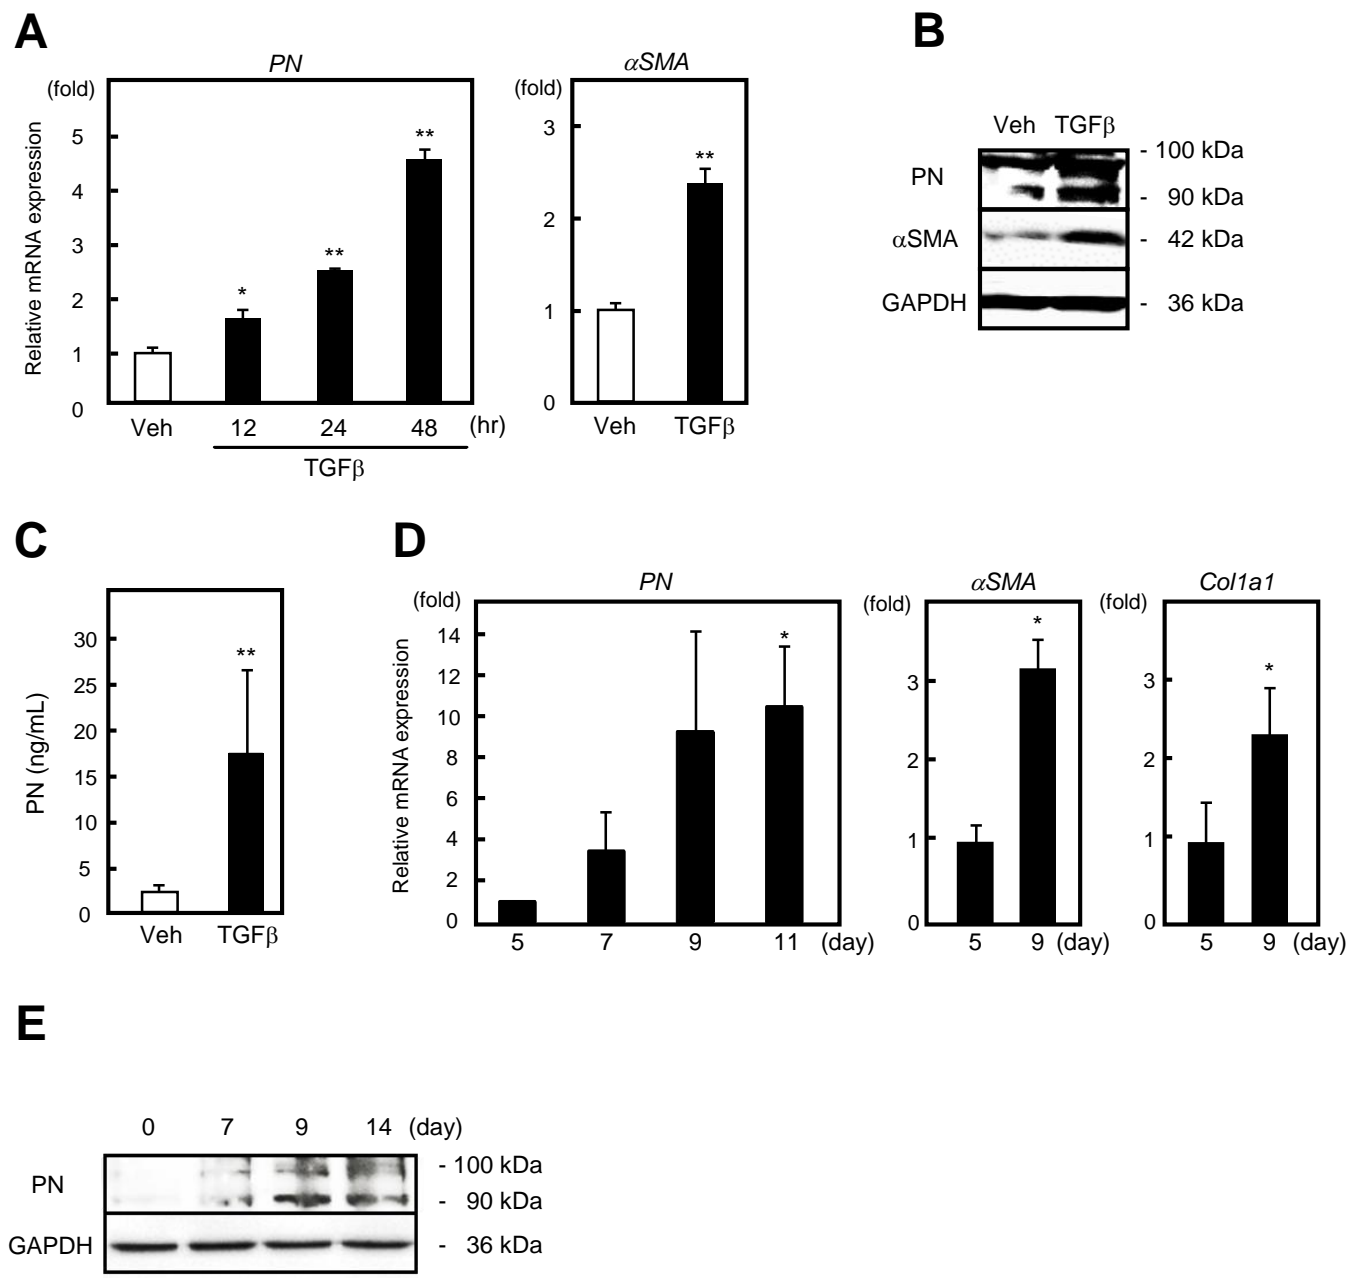 A
PN
(fold)
Relative mRNA expression
5
4
3
2
1
0
*
**
**
Veh
12
24
48
(hr)
TGFβ
αSMA
(fold)
3
2
1
0
**
Veh
TGFβ
B
Veh TGFβ
PN
- 100 kDa
- 90 kDa
αSMA
- 42 kDa
GAPDH
- 36 kDa
C
PN (ng/mL)
30
25
20
15
10
5
0
**
Veh
TGFβ
D
PN
(fold)
Relative mRNA expression
14
12
10
8
6
4
2
0
*
5
7
9
11
(day)
αSMA
(fold)
3
2
1
0
*
5
9
(day)
Col1a1
(fold)
3
2
1
0
*
5
9
(day)
E
0 7 9 14 (day)
PN
- 100 kDa
- 90 kDa
GAPDH
- 36 kDa